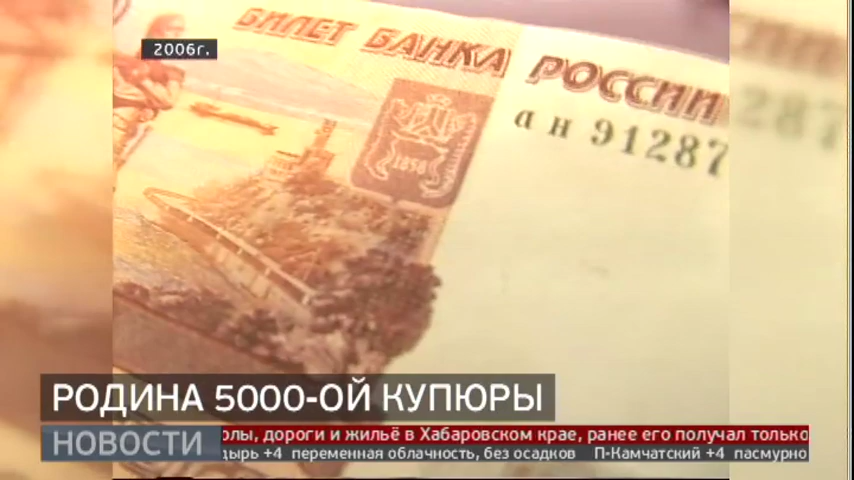 2006г.
БИЛЕТ БАНКА РОССИИ
ан 91287
1858
287
РОДИНА 5000-ОЙ КУПЮРЫ
НОВОСТИ
олы, дороги и жильё в Хабаровском крае, ранее его получал только
дырь +4 переменная облачность, без осадков П-Камчатский +4 пасмурно